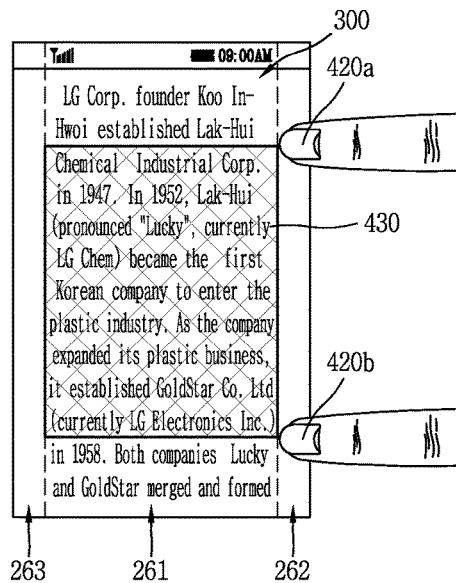 300
09:00AM
420a
LG Corp. founder Koo In-
Hwoi established Lak-Hui
Chemical Industrial Corp.
in 1947. In 1952, Lak-Hui
(pronounced "Lucky", currently
430
LG Chem) became the first
Korean company to enter the
plastic industry. As the company
expanded its plastic business,
420b
it established GoldStar Co. Ltd
(currently LG Electronics Inc.)
in 1958. Both companies Lucky
and GoldStar merged and formed
263 261 262